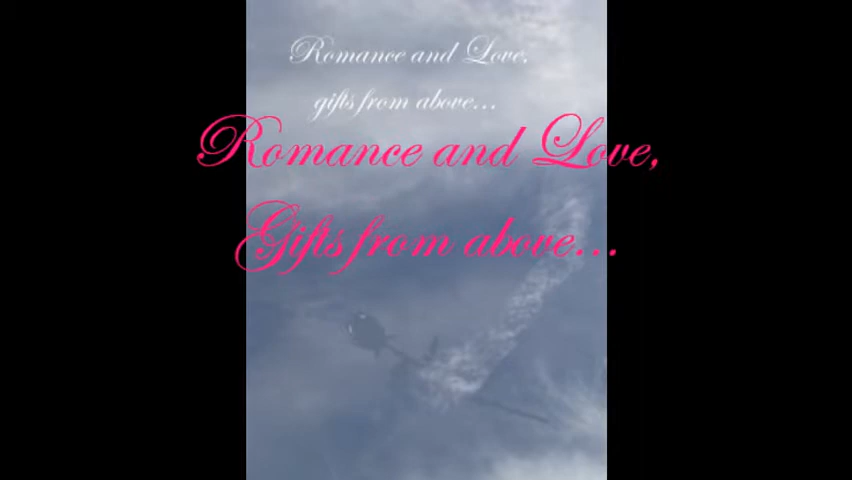 Romance and Love,
gifts from above...
Romance and Love,
Gifts from above...